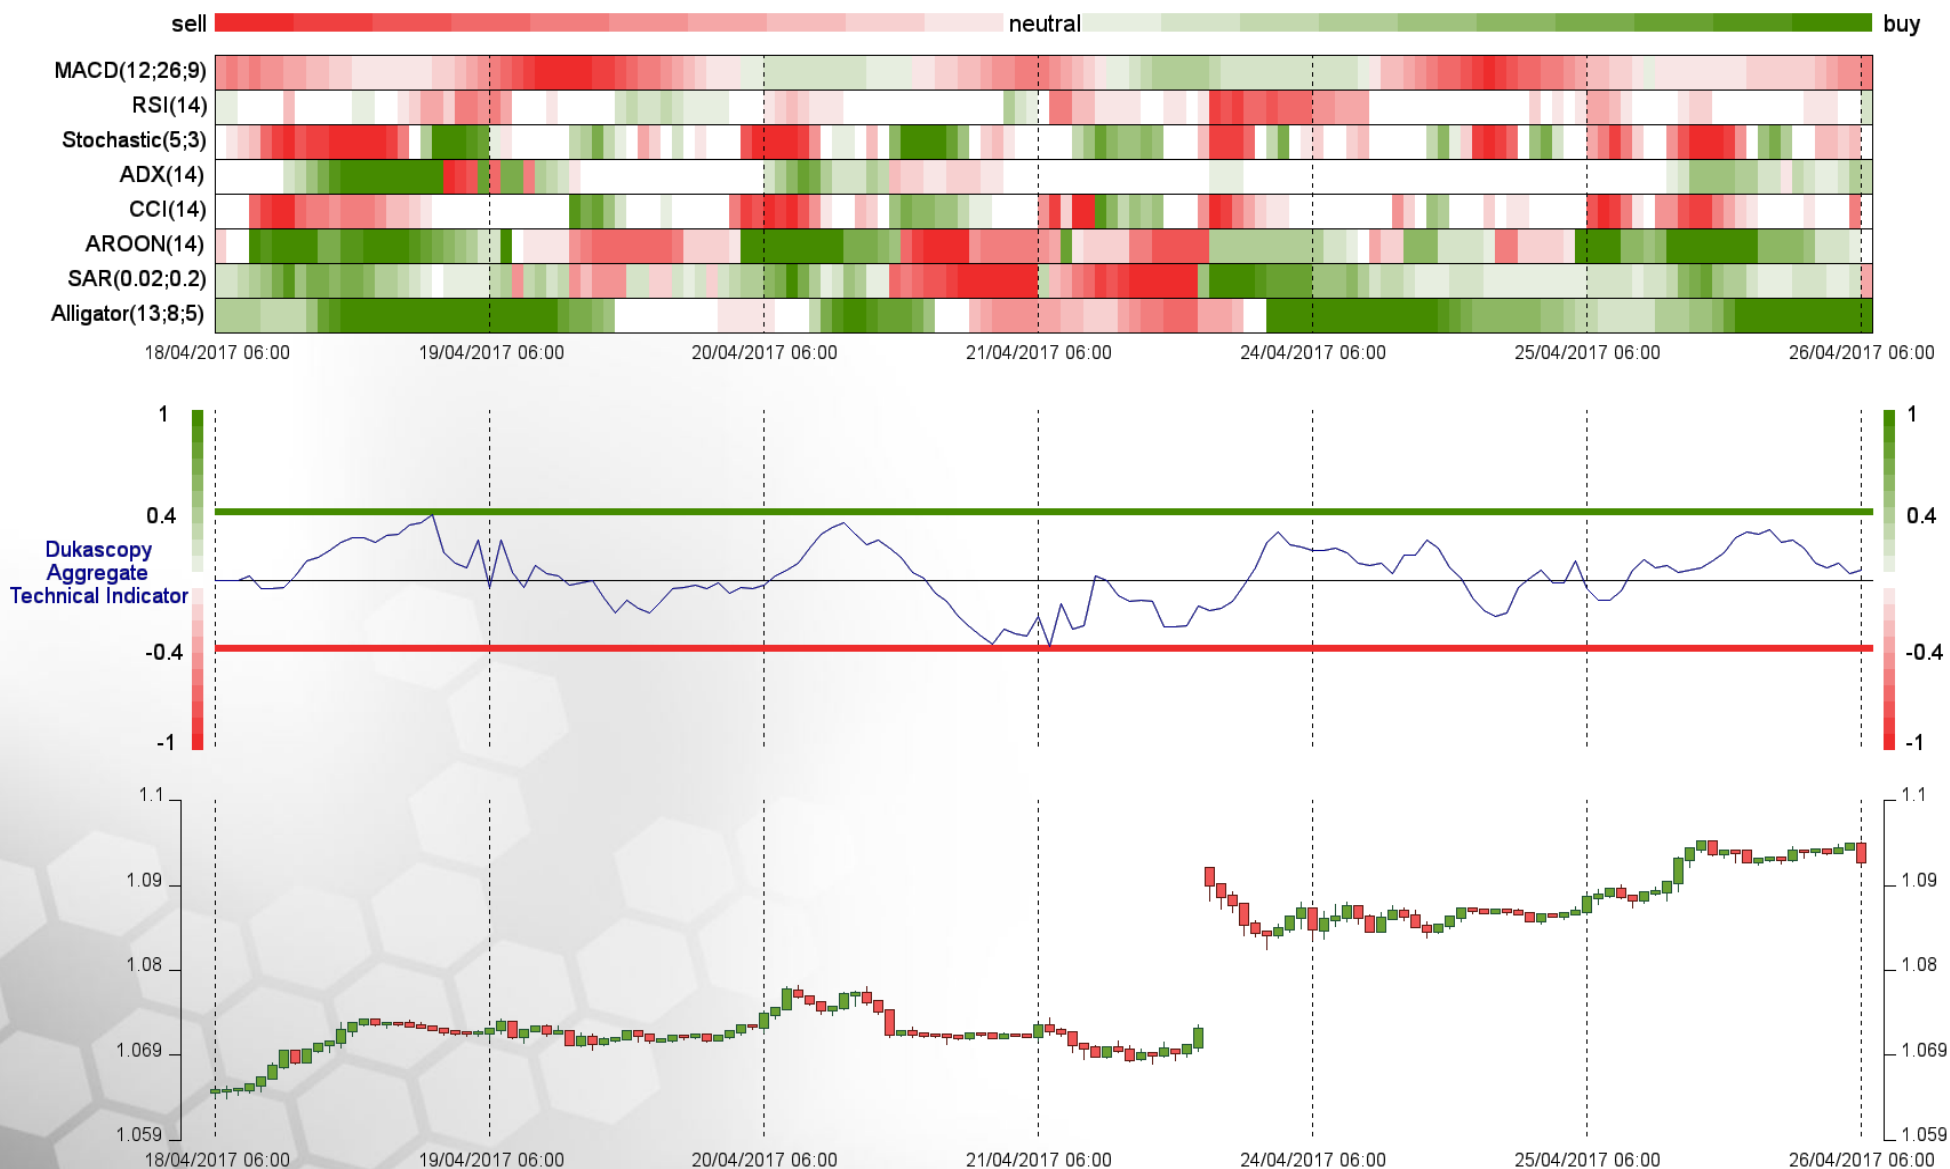 sell neutral buy
MACD(12;26;9)
RSI(14)
Stochastic(5;3)
ADX(14)
CCI(14)
AROON(14)
SAR(0.02;0.2)
Alligator(13;8;5)
18/04/2017 06:00 19/04/2017 06:00 20/04/2017 06:00 21/04/2017 06:00 24/04/2017 06:00 25/04/2017 06:00 26/04/2017 06:00
1 1
0.4 0.4
Dukascopy
Aggregate
Technical Indicator
-0.4 -0.4
-1 -1
1.1 1.1
1.09 1.09
1.08 1.08
1.069 1.069
1.059 1.059
18/04/2017 06:00 19/04/2017 06:00 20/04/2017 06:00 21/04/2017 06:00 24/04/2017 06:00 25/04/2017 06:00 26/04/2017 06:00